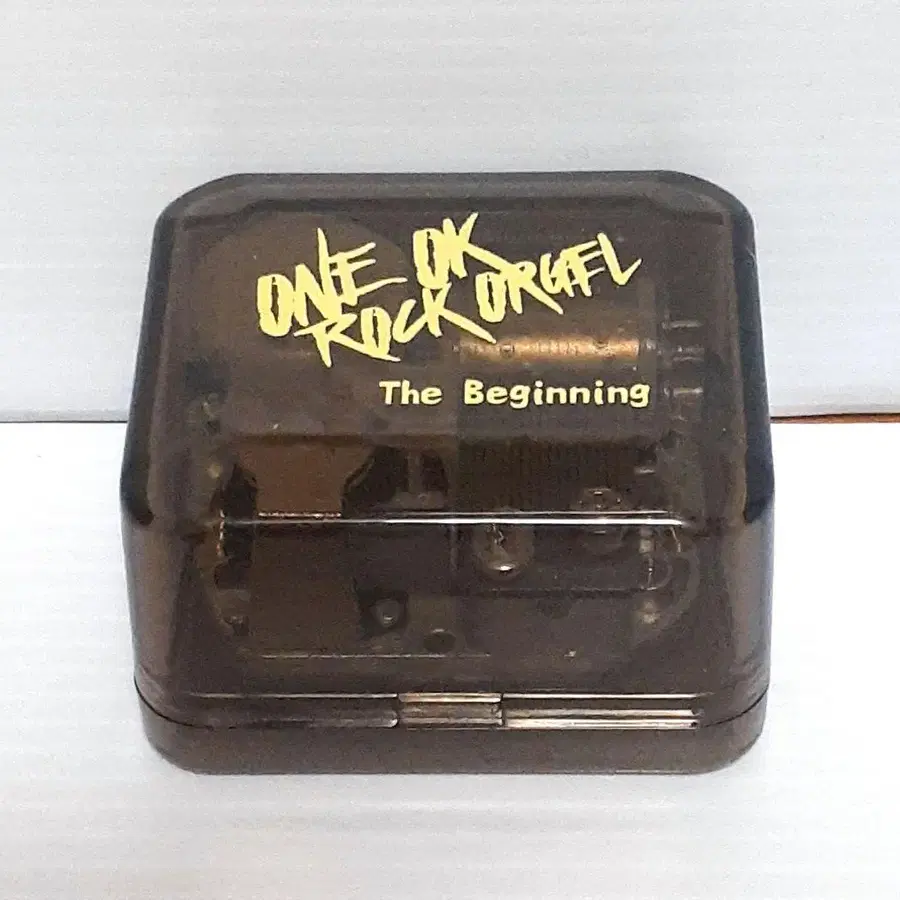 ONE OK
ROCK ORGEL
The Beginning